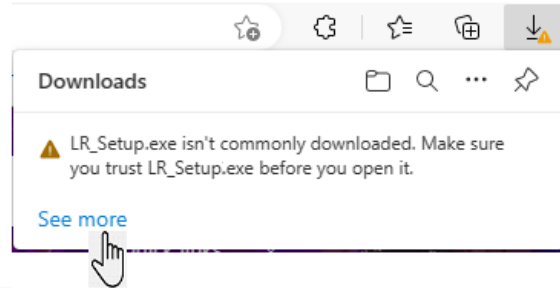 Downloads
LR_Setup.exe isn't commonly downloaded. Make sure
you trust LR_Setup.exe before you open it.
See more